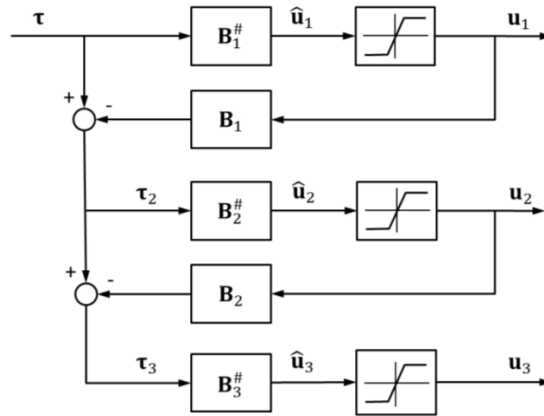 τ B₁^# û₁ u₁
+ - B₁
τ₂ B₂^# û₂ u₂
+ - B₂
τ₃ B₃^# û₃ u₃